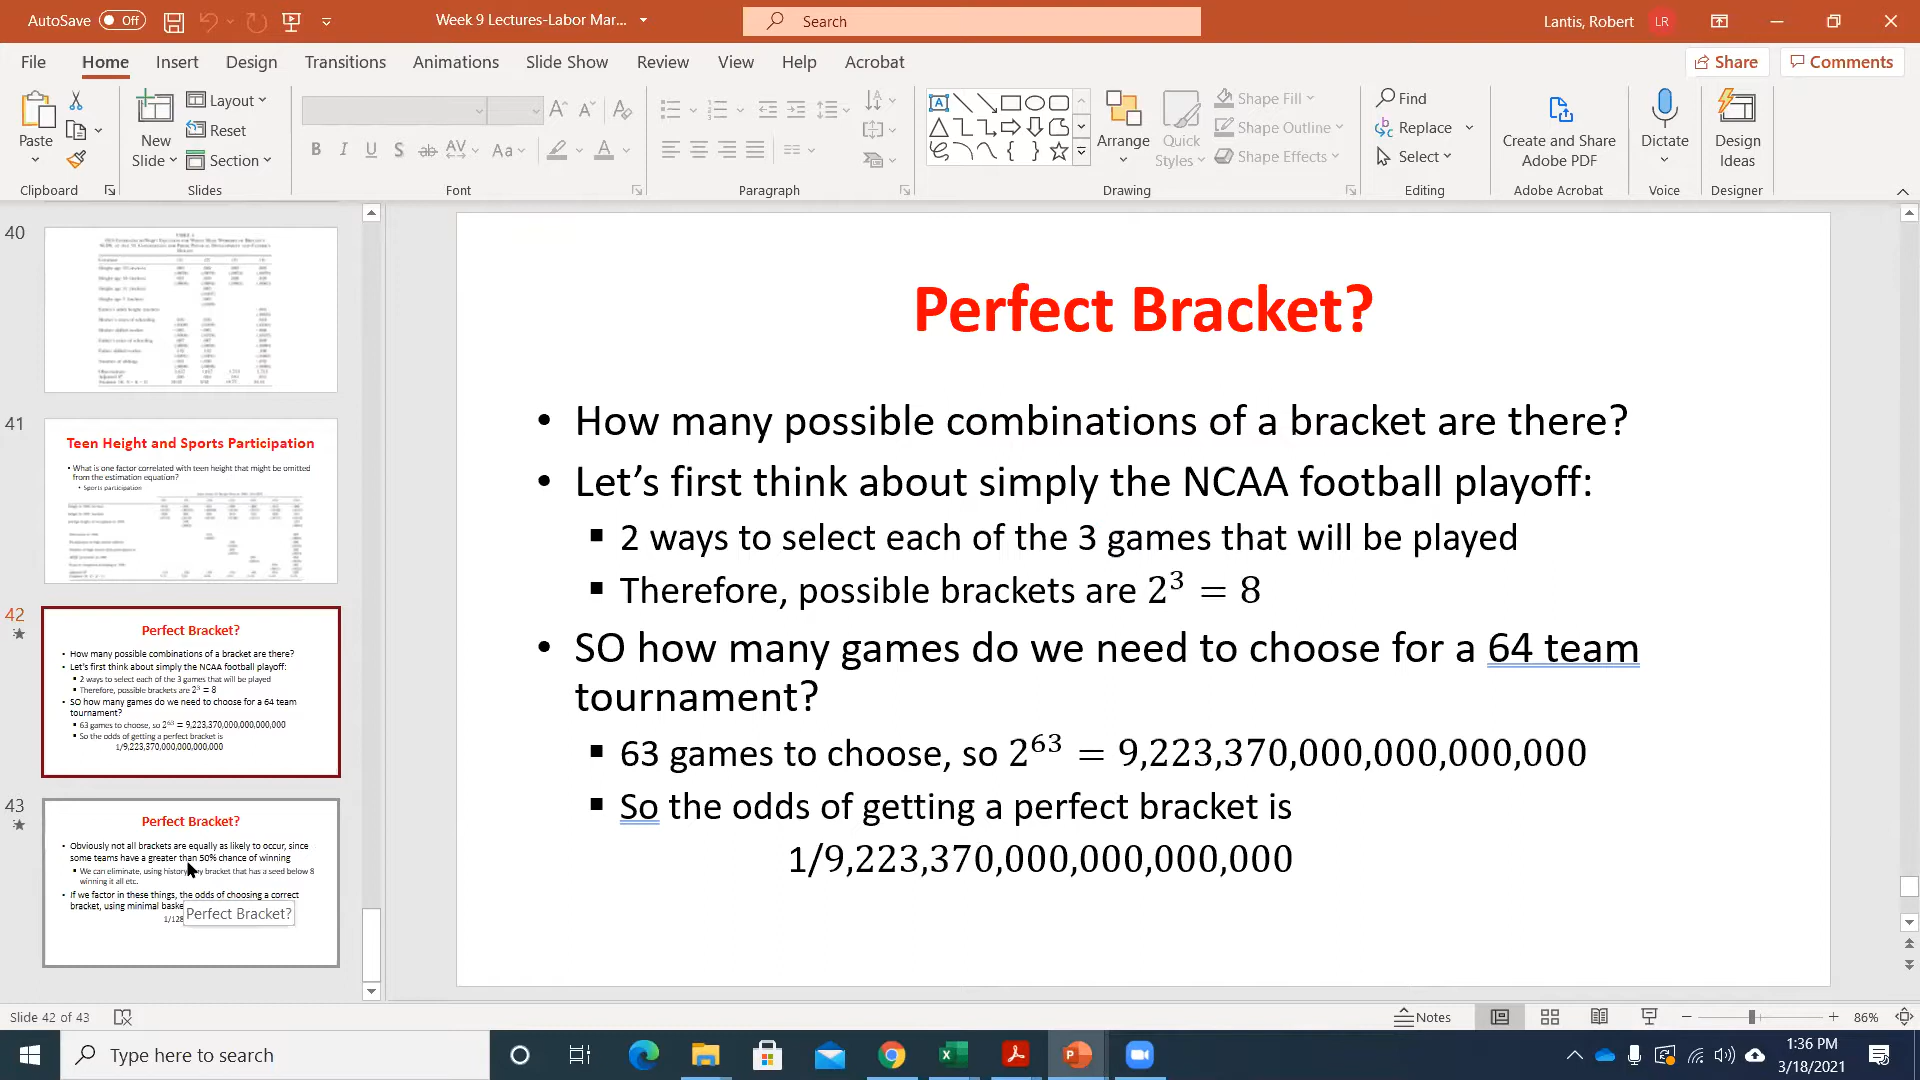 AutoSave Off
Week 9 Lectures-Labor Mar...
Search
Lantis, Robert LR
File Home Insert Design Transitions Animations Slide Show Review View Help Acrobat
Share Comments
Paste
New Slide
Layout
Reset
Section
B I U S ab AV Aa A
Arrange
Quick Styles
Shape Fill
Shape Outline
Shape Effects
Find
Replace
Select
Create and Share Adobe PDF
Dictate
Design Ideas
Clipboard Slides Font Paragraph Drawing Editing Adobe Acrobat Voice Designer
40
41
Teen Height and Sports Participation
• What is one factor correlated with teen height that might be omitted
from the estimation equation?
• Sports participation
42
Perfect Bracket?
• How many possible combinations of a bracket are there?
• Let's first think about simply the NCAA football playoff:
▪ 2 ways to select each of the 3 games that will be played
▪ Therefore, possible brackets are 2³ = 8
• SO how many games do we need to choose for a 64 team
tournament?
▪ 63 games to choose, so 2⁶³ = 9,223,370,000,000,000,000
▪ So the odds of getting a perfect bracket is
1/9,223,370,000,000,000,000
43
Perfect Bracket?
• Obviously not all brackets are equally as likely to occur, since
some teams have a greater than 50% chance of winning
▪ We can eliminate, using history, bracket that has a seed below 8
winning it all etc.
• If we factor in these things, the odds of choosing a correct
bracket, using minimal
1/128
Perfect Bracket?
Perfect Bracket?
• How many possible combinations of a bracket are there?
• Let's first think about simply the NCAA football playoff:
▪ 2 ways to select each of the 3 games that will be played
▪ Therefore, possible brackets are 2³ = 8
• SO how many games do we need to choose for a 64 team
tournament?
▪ 63 games to choose, so 2⁶³ = 9,223,370,000,000,000,000
▪ So the odds of getting a perfect bracket is
1/9,223,370,000,000,000,000
Slide 42 of 43
Notes
86%
Type here to search
1:36 PM
3/18/2021